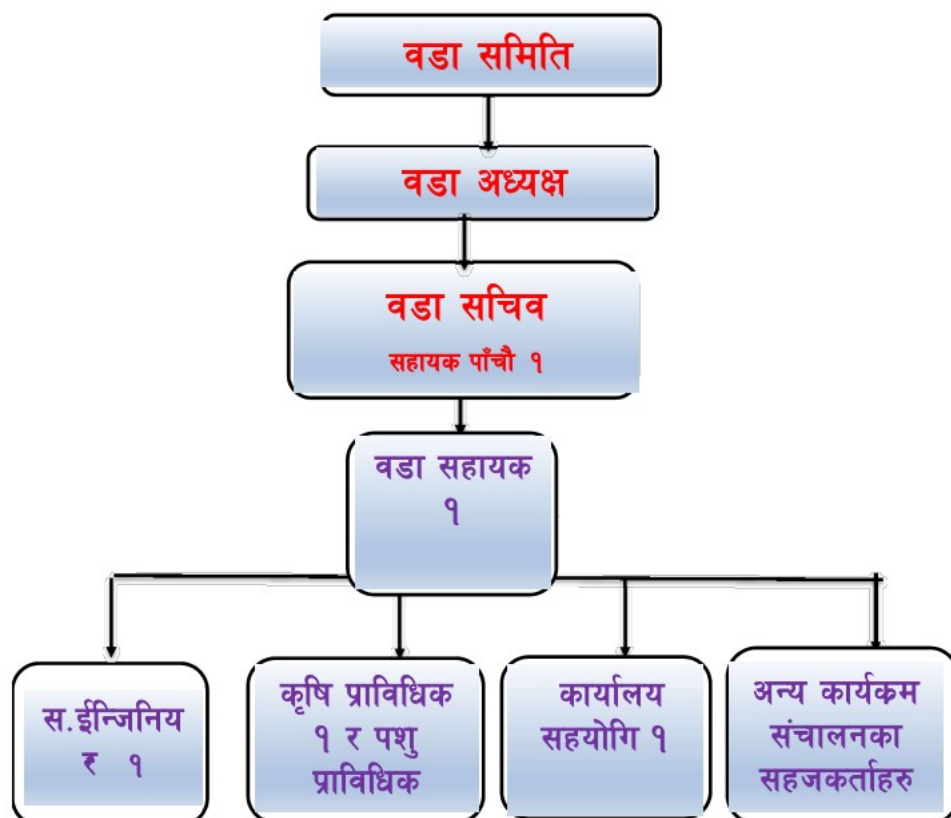 वडा समिति
वडा अध्यक्ष
वडा सचिव
सहायक पाँचौ १
वडा सहायक
१
स.ईन्जिनिय
र १
कृषि प्राविधिक
१ र पशु
प्राविधिक
कार्यालय
सहयोगि १
अन्य कार्यक्रम
संचालनका
सहजकर्ताहरु